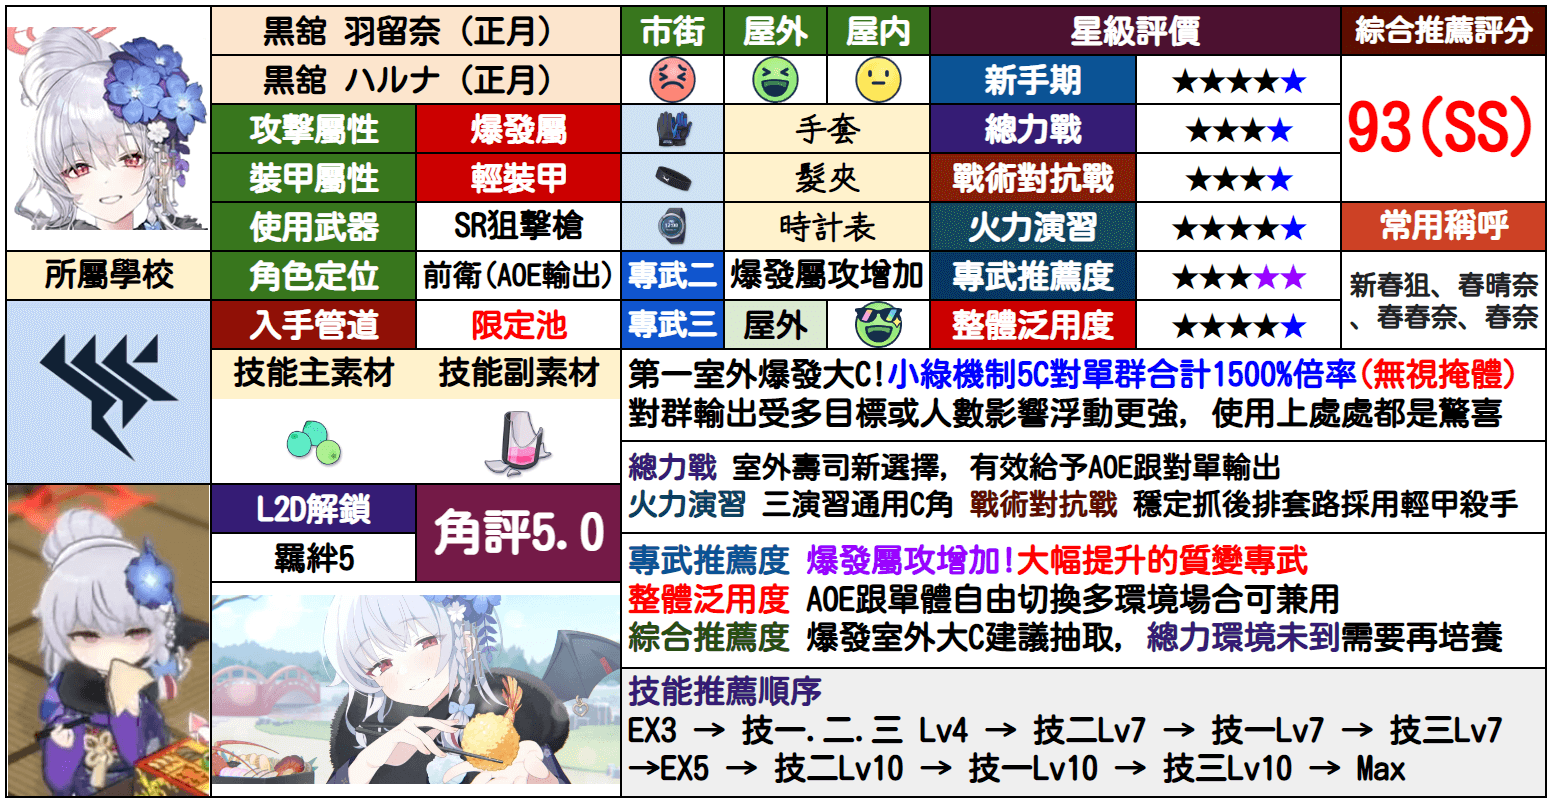 黒舘 羽留奈 (正月)
市街 屋外 屋内
星級評價
綜合推薦評分
黒舘 ハルナ (正月)
新手期 ★★★★★
93(SS)
攻擊屬性 爆發屬
手套
總力戰 ★★★★
裝甲屬性 輕裝甲
髮夾
戰術對抗戰 ★★★★
使用武器 SR狙擊槍
時計表
火力演習 ★★★★★
常用稱呼
所屬學校
角色定位 前衛(AOE輸出)
專武二 爆發屬攻增加
專武推薦度 ★★★★★
新春狙、春晴奈
、春春奈、春奈
入手管道 限定池
專武三 屋外
整體泛用度 ★★★★★
技能主素材 技能副素材
第一室外爆發大C!小綠機制5C對單群合計1500%倍率(無視掩體)
對群輸出受多目標或人數影響浮動更強, 使用上處處都是驚喜
總力戰 室外壽司新選擇, 有效給予AOE跟對單輸出
火力演習 三演習通用C角 戰術對抗戰 穩定抓後排套路採用輕甲殺手
L2D解鎖
角評5.0
羈絆5
專武推薦度 爆發屬攻增加!大幅提升的質變專武
整體泛用度 AOE跟單體自由切換多環境場合可兼用
綜合推薦度 爆發室外大C建議抽取, 總力環境未到需要再培養
技能推薦順序
EX3 → 技一.二.三 Lv4 → 技二Lv7 → 技一Lv7 → 技三Lv7
→EX5 → 技二Lv10 → 技一Lv10 → 技三Lv10 → Max